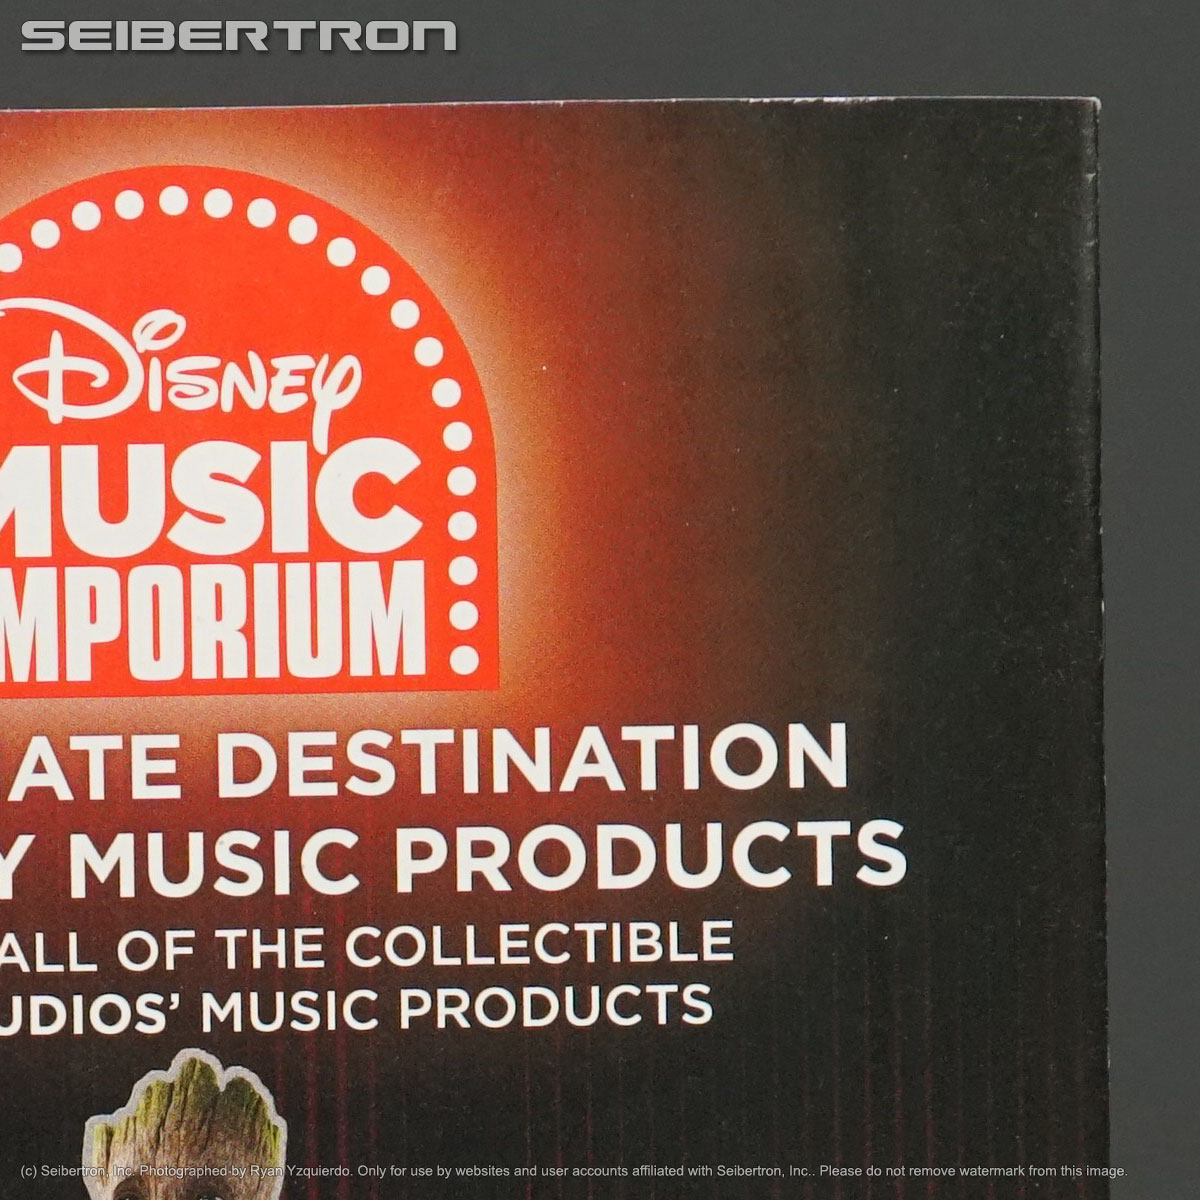 SEIBERTRON
DISNEY
MUSIC
MPORIUM
ATE DESTINATION
Y MUSIC PRODUCTS
ALL OF THE COLLECTIBLE
UDIOS' MUSIC PRODUCTS
(c) Seibertron, Inc. Photographed by Ryan Yzquierdo. Only for use by websites and user accounts affiliated with Seibertron, Inc.. Please do not remove watermark from this image.